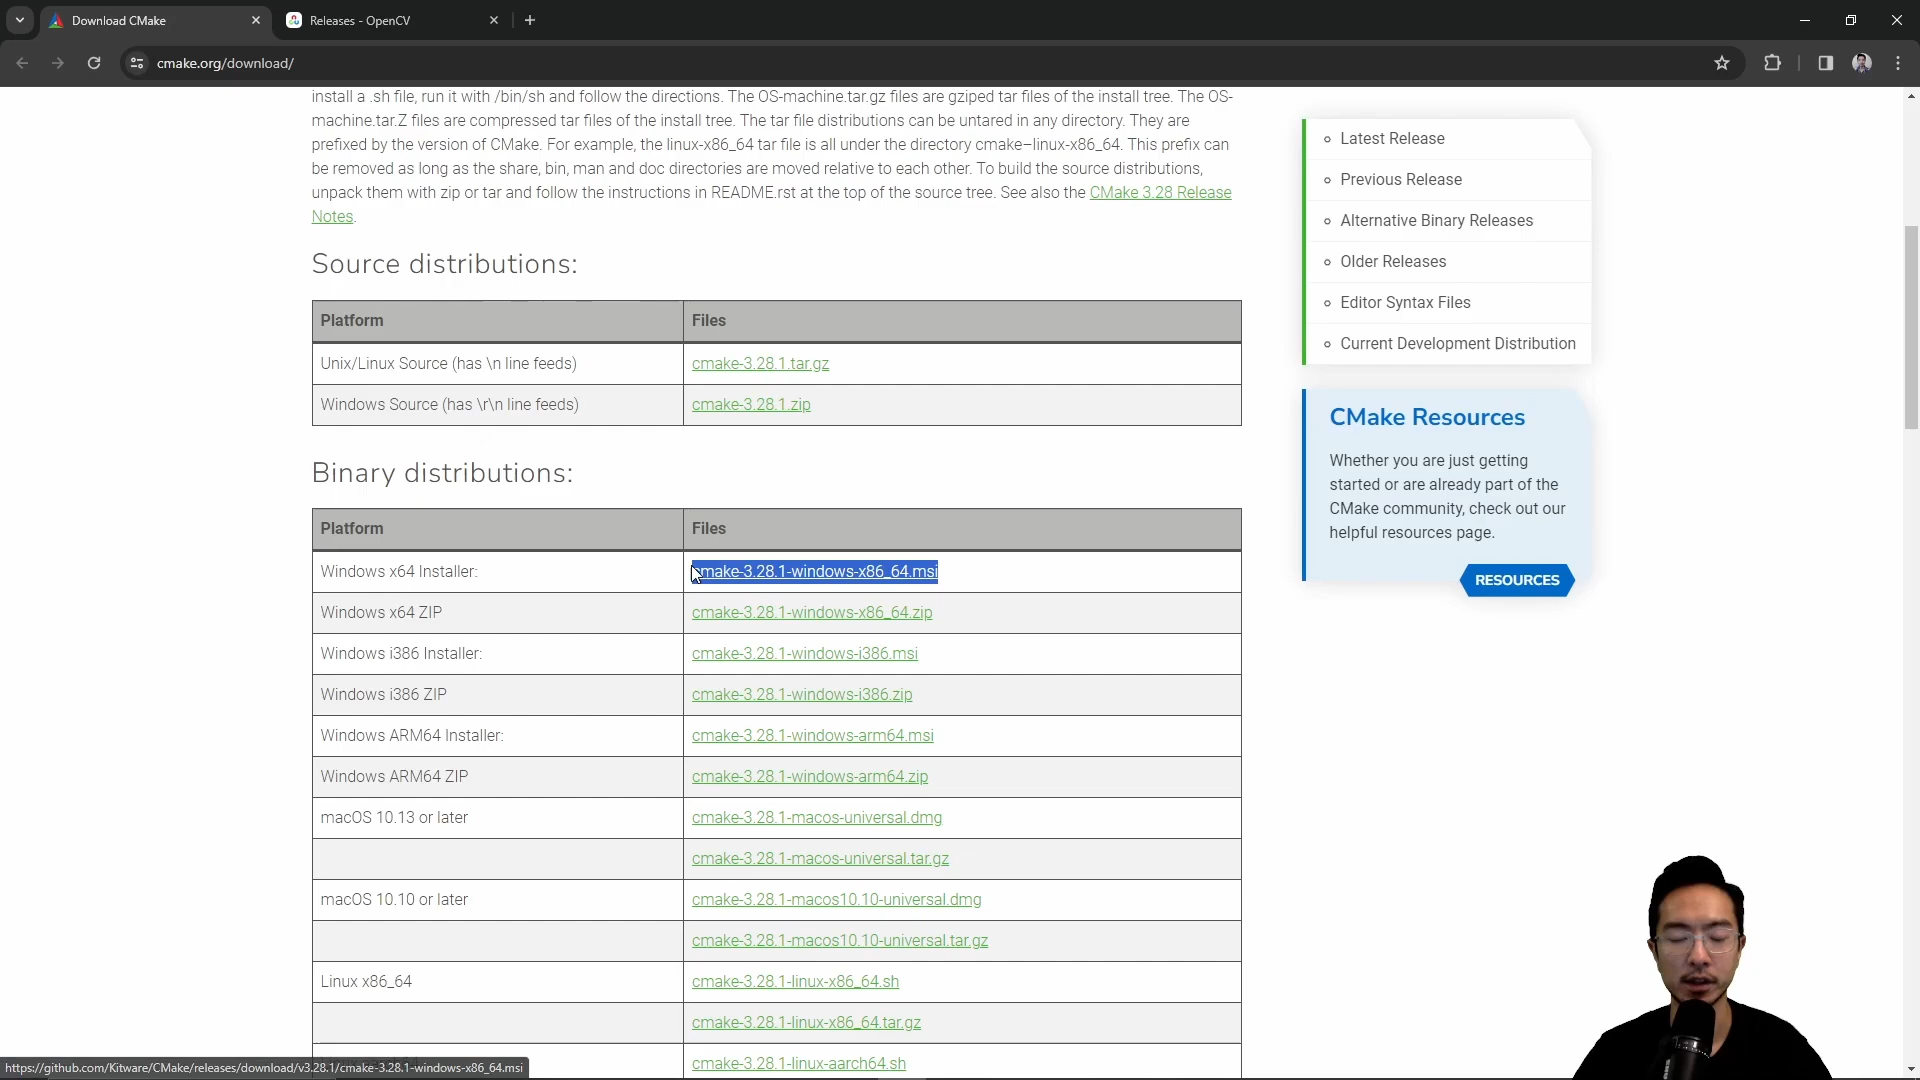 Download CMake
Releases - OpenCV
cmake.org/download/
install a .sh file, run it with /bin/sh and follow the directions. The OS-machine.tar.gz files are gziped tar files of the install tree. The OS-
machine.tar.Z files are compressed tar files of the install tree. The tar file distributions can be untared in any directory. They are
prefixed by the version of CMake. For example, the linux-x86_64 tar file is all under the directory cmake–linux-x86_64. This prefix can
be removed as long as the share, bin, man and doc directories are moved relative to each other. To build the source distributions,
unpack them with zip or tar and follow the instructions in README.rst at the top of the source tree. See also the CMake 3.28 Release
Notes.
Source distributions:
Platform Files
Unix/Linux Source (has \n line feeds) cmake-3.28.1.tar.gz
Windows Source (has \r\n line feeds) cmake-3.28.1.zip
Binary distributions:
Platform Files
Windows x64 Installer: cmake-3.28.1-windows-x86_64.msi
Windows x64 ZIP cmake-3.28.1-windows-x86_64.zip
Windows i386 Installer: cmake-3.28.1-windows-i386.msi
Windows i386 ZIP cmake-3.28.1-windows-i386.zip
Windows ARM64 Installer: cmake-3.28.1-windows-arm64.msi
Windows ARM64 ZIP cmake-3.28.1-windows-arm64.zip
macOS 10.13 or later cmake-3.28.1-macos-universal.dmg
cmake-3.28.1-macos-universal.tar.gz
macOS 10.10 or later cmake-3.28.1-macos10.10-universal.dmg
cmake-3.28.1-macos10.10-universal.tar.gz
Linux x86_64 cmake-3.28.1-linux-x86_64.sh
cmake-3.28.1-linux-x86_64.tar.gz
cmake-3.28.1-linux-aarch64.sh
Latest Release
Previous Release
Alternative Binary Releases
Older Releases
Editor Syntax Files
Current Development Distribution
CMake Resources
Whether you are just getting
started or are already part of the
CMake community, check out our
helpful resources page.
RESOURCES
https://github.com/Kitware/CMake/releases/download/v3.28.1/cmake-3.28.1-windows-x86_64.msi